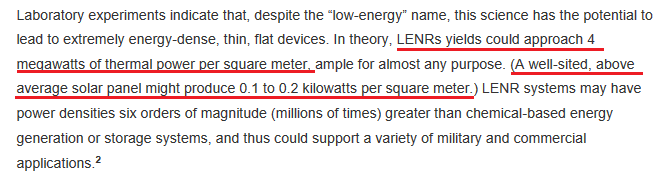 Laboratory experiments indicate that, despite the “low-energy” name, this science has the potential to
lead to extremely energy-dense, thin, flat devices. In theory, LENRs yields could approach 4
megawatts of thermal power per square meter, ample for almost any purpose. (A well-sited, above
average solar panel might produce 0.1 to 0.2 kilowatts per square meter.) LENR systems may have
power densities six orders of magnitude (millions of times) greater than chemical-based energy
generation or storage systems, and thus could support a variety of military and commercial
applications.²